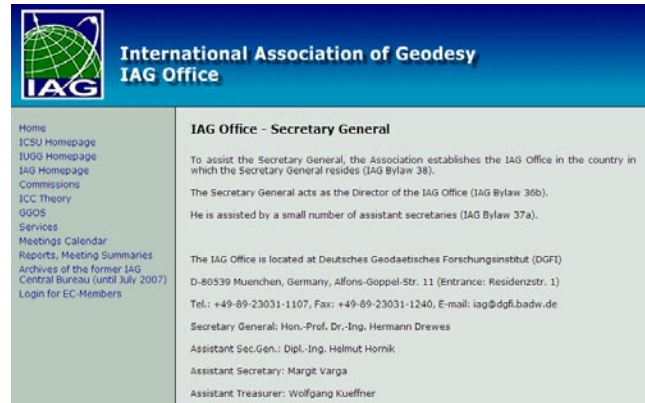 IAG
International Association of Geodesy
IAG Office
Home
ICSU Homepage
IUGG Homepage
IAG Homepage
Commissions
ICC Theory
GGOS
Services
Meetings Calendar
Reports, Meeting Summaries
Archives of the former IAG
Central Bureau (until July 2007)
Login for EC-Members
IAG Office - Secretary General
To assist the Secretary General, the Association establishes the IAG Office in the country in
which the Secretary General resides (IAG Bylaw 38).
The Secretary General acts as the Director of the IAG Office (IAG Bylaw 36b).
He is assisted by a small number of assistant secretaries (IAG Bylaw 37a).
The IAG Office is located at Deutsches Geodaetisches Forschungsinstitut (DGFI)
D-80539 Muenchen, Germany, Alfons-Goppel-Str. 11 (Entrance: Residenzstr. 1)
Tel.: +49-89-23031-1107, Fax: +49-89-23031-1240, E-mail: iag@dgfi.badw.de
Secretary General: Hon.-Prof. Dr.-Ing. Hermann Drewes
Assistant Sec.Gen.: Dipl.-Ing. Helmut Hornik
Assistant Secretary: Margit Varga
Assistant Treasurer: Wolfgang Kueffner